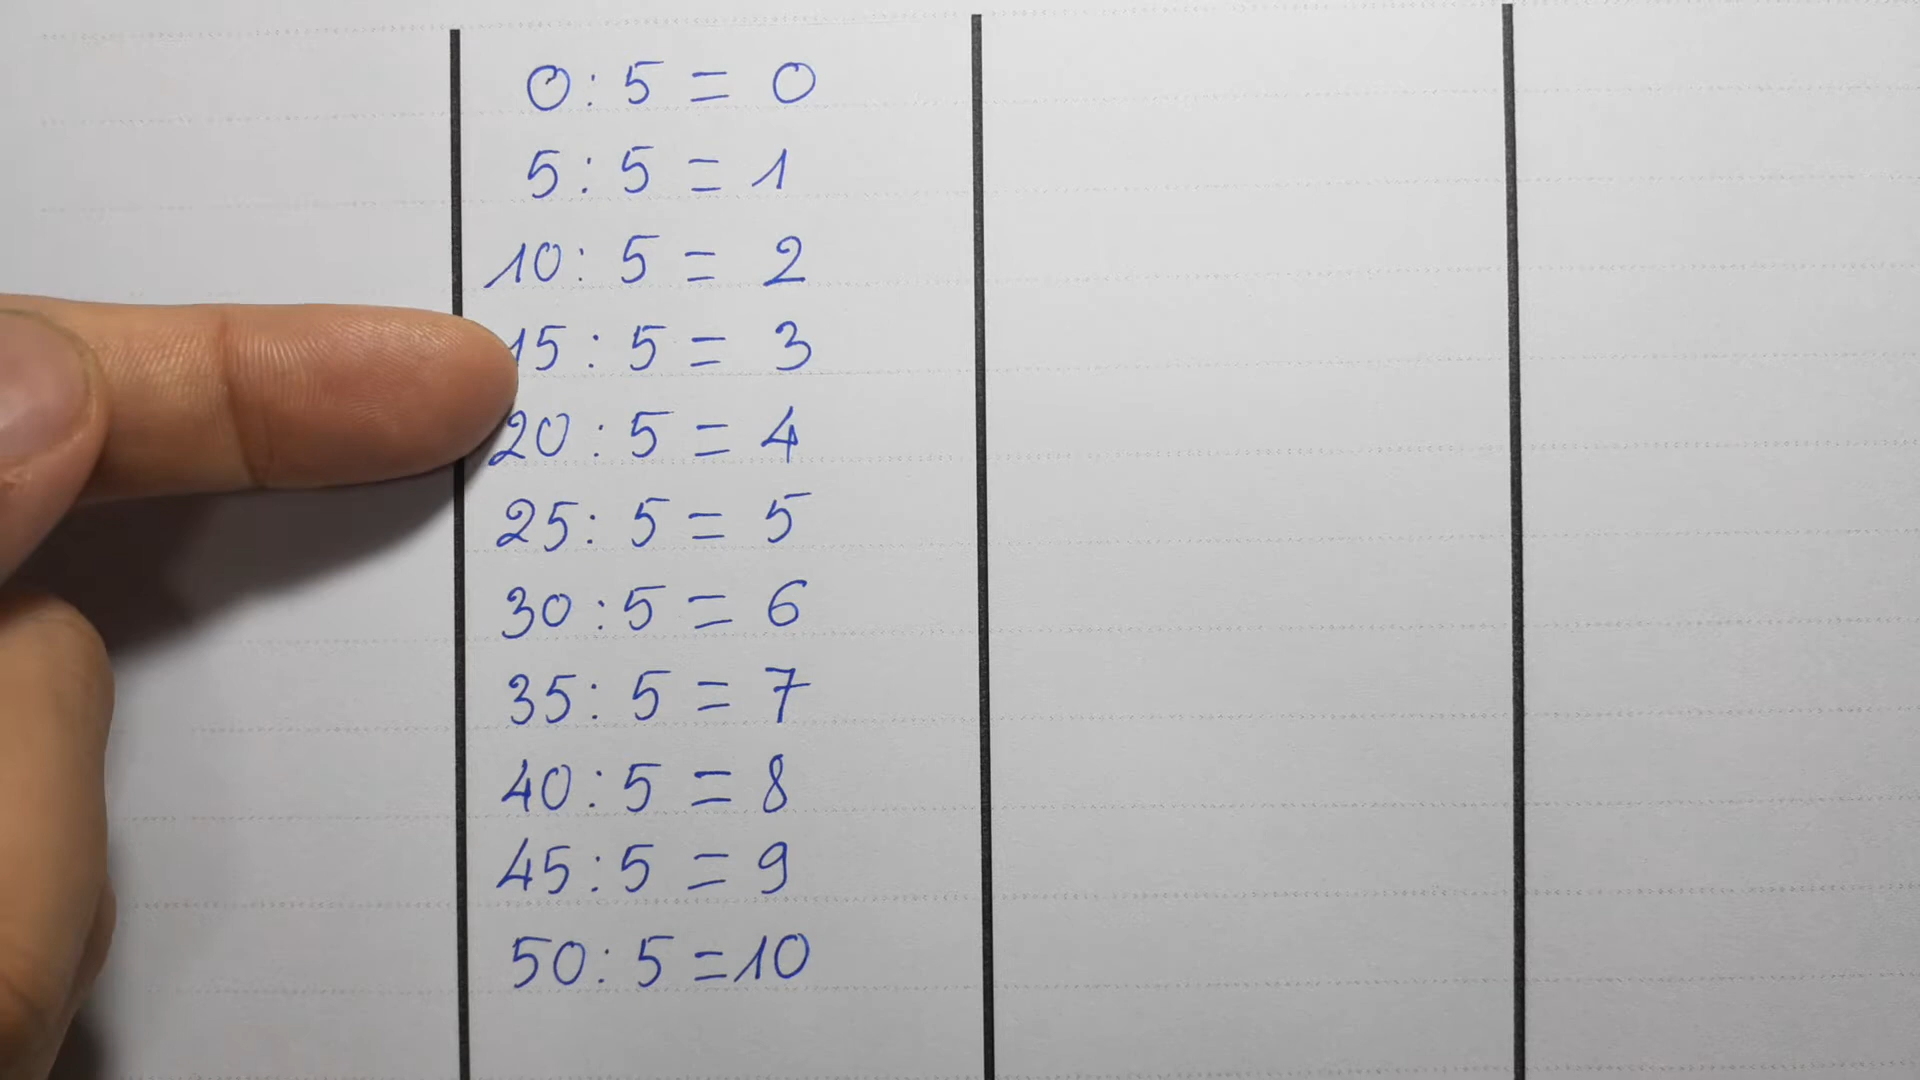 0 : 5 = 0
5 : 5 = 1
10 : 5 = 2
15 : 5 = 3
20 : 5 = 4
25 : 5 = 5
30 : 5 = 6
35 : 5 = 7
40 : 5 = 8
45 : 5 = 9
50 : 5 = 10